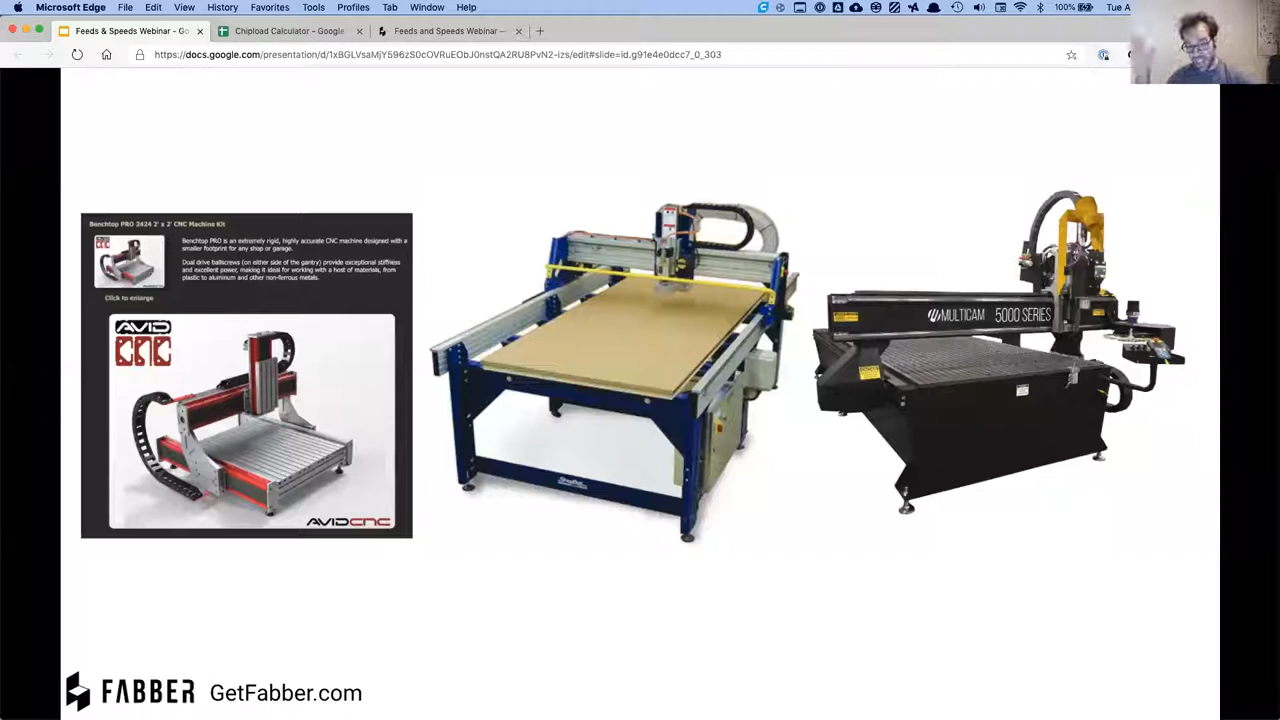 Microsoft Edge File Edit View History Favorites Tools Profiles Tab Window Help 100% Tue A
Feeds & Speeds Webinar - Go Chipload Calculator - Google Feeds and Speeds Webinar —
https://docs.google.com/presentation/d/1xBGLVsaMjY596zS0cOVRuEObJ0nstQA2RU8PvN2-izs/edit#slide=id.g91e4e0dcc7_0_303
Benchtop PRO 2424 2' x 2' CNC Machine Kit
Benchtop PRO is an extremely rigid, highly accurate CNC machine designed with a
smaller footprint for any shop or garage.
Dual drive ballscrews (on either side of the gantry) provide exceptional stiffness
and excellent power, making it ideal for working with a host of materials, from
plastic to aluminum and other non-ferrous metals.
Click to enlarge
AVID
CNC
AVIDCNC
MULTICAM 5000 SERIES
FABBER GetFabber.com